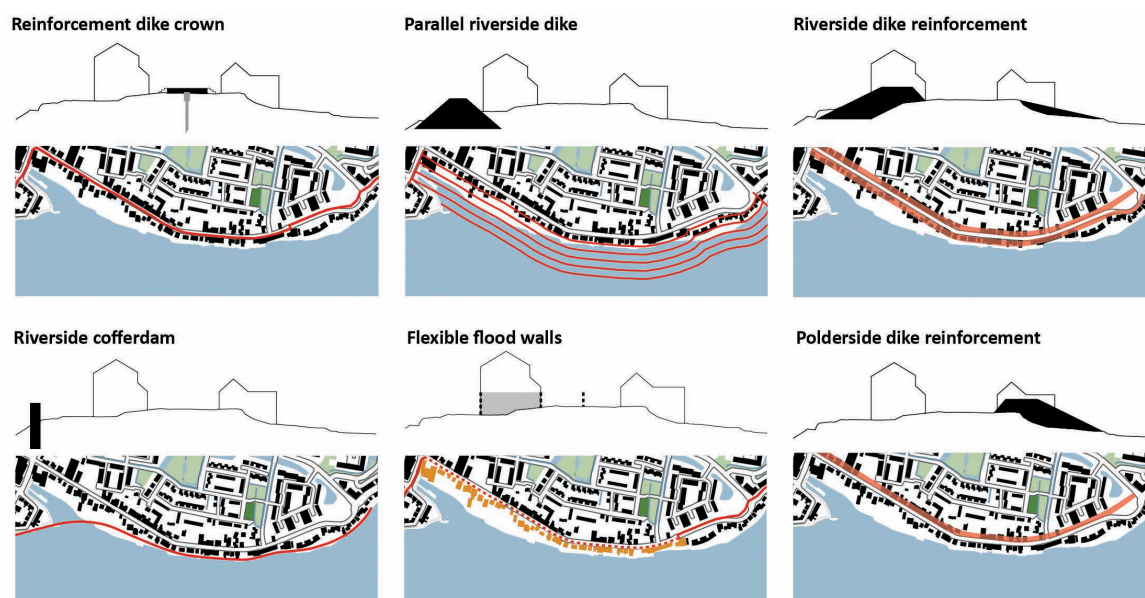 Reinforcement dike crown
Parallel riverside dike
Riverside dike reinforcement
Riverside cofferdam
Flexible flood walls
Polderside dike reinforcement